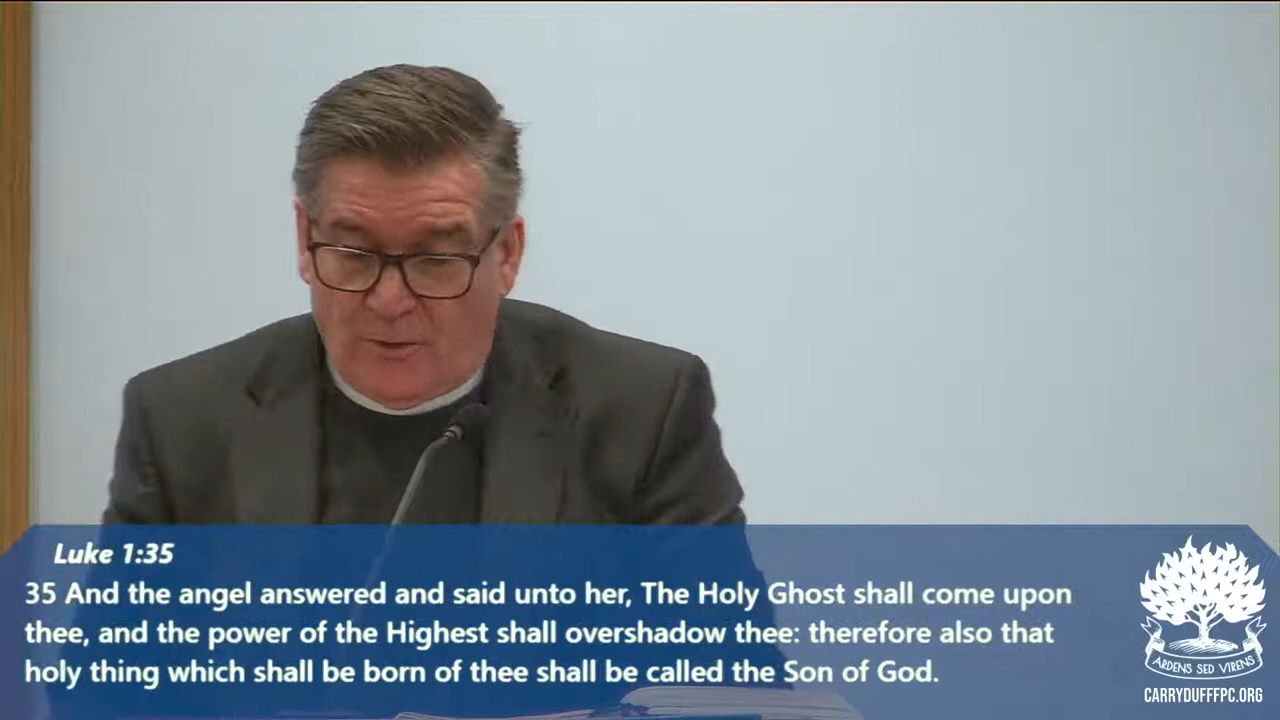 Luke 1:35
35 And the angel answered and said unto her, The Holy Ghost shall come upon
thee, and the power of the Highest shall overshadow thee: therefore also that
holy thing which shall be born of thee shall be called the Son of God.
ARDENS SED VIRENS
CARRYDUFFFPC.ORG